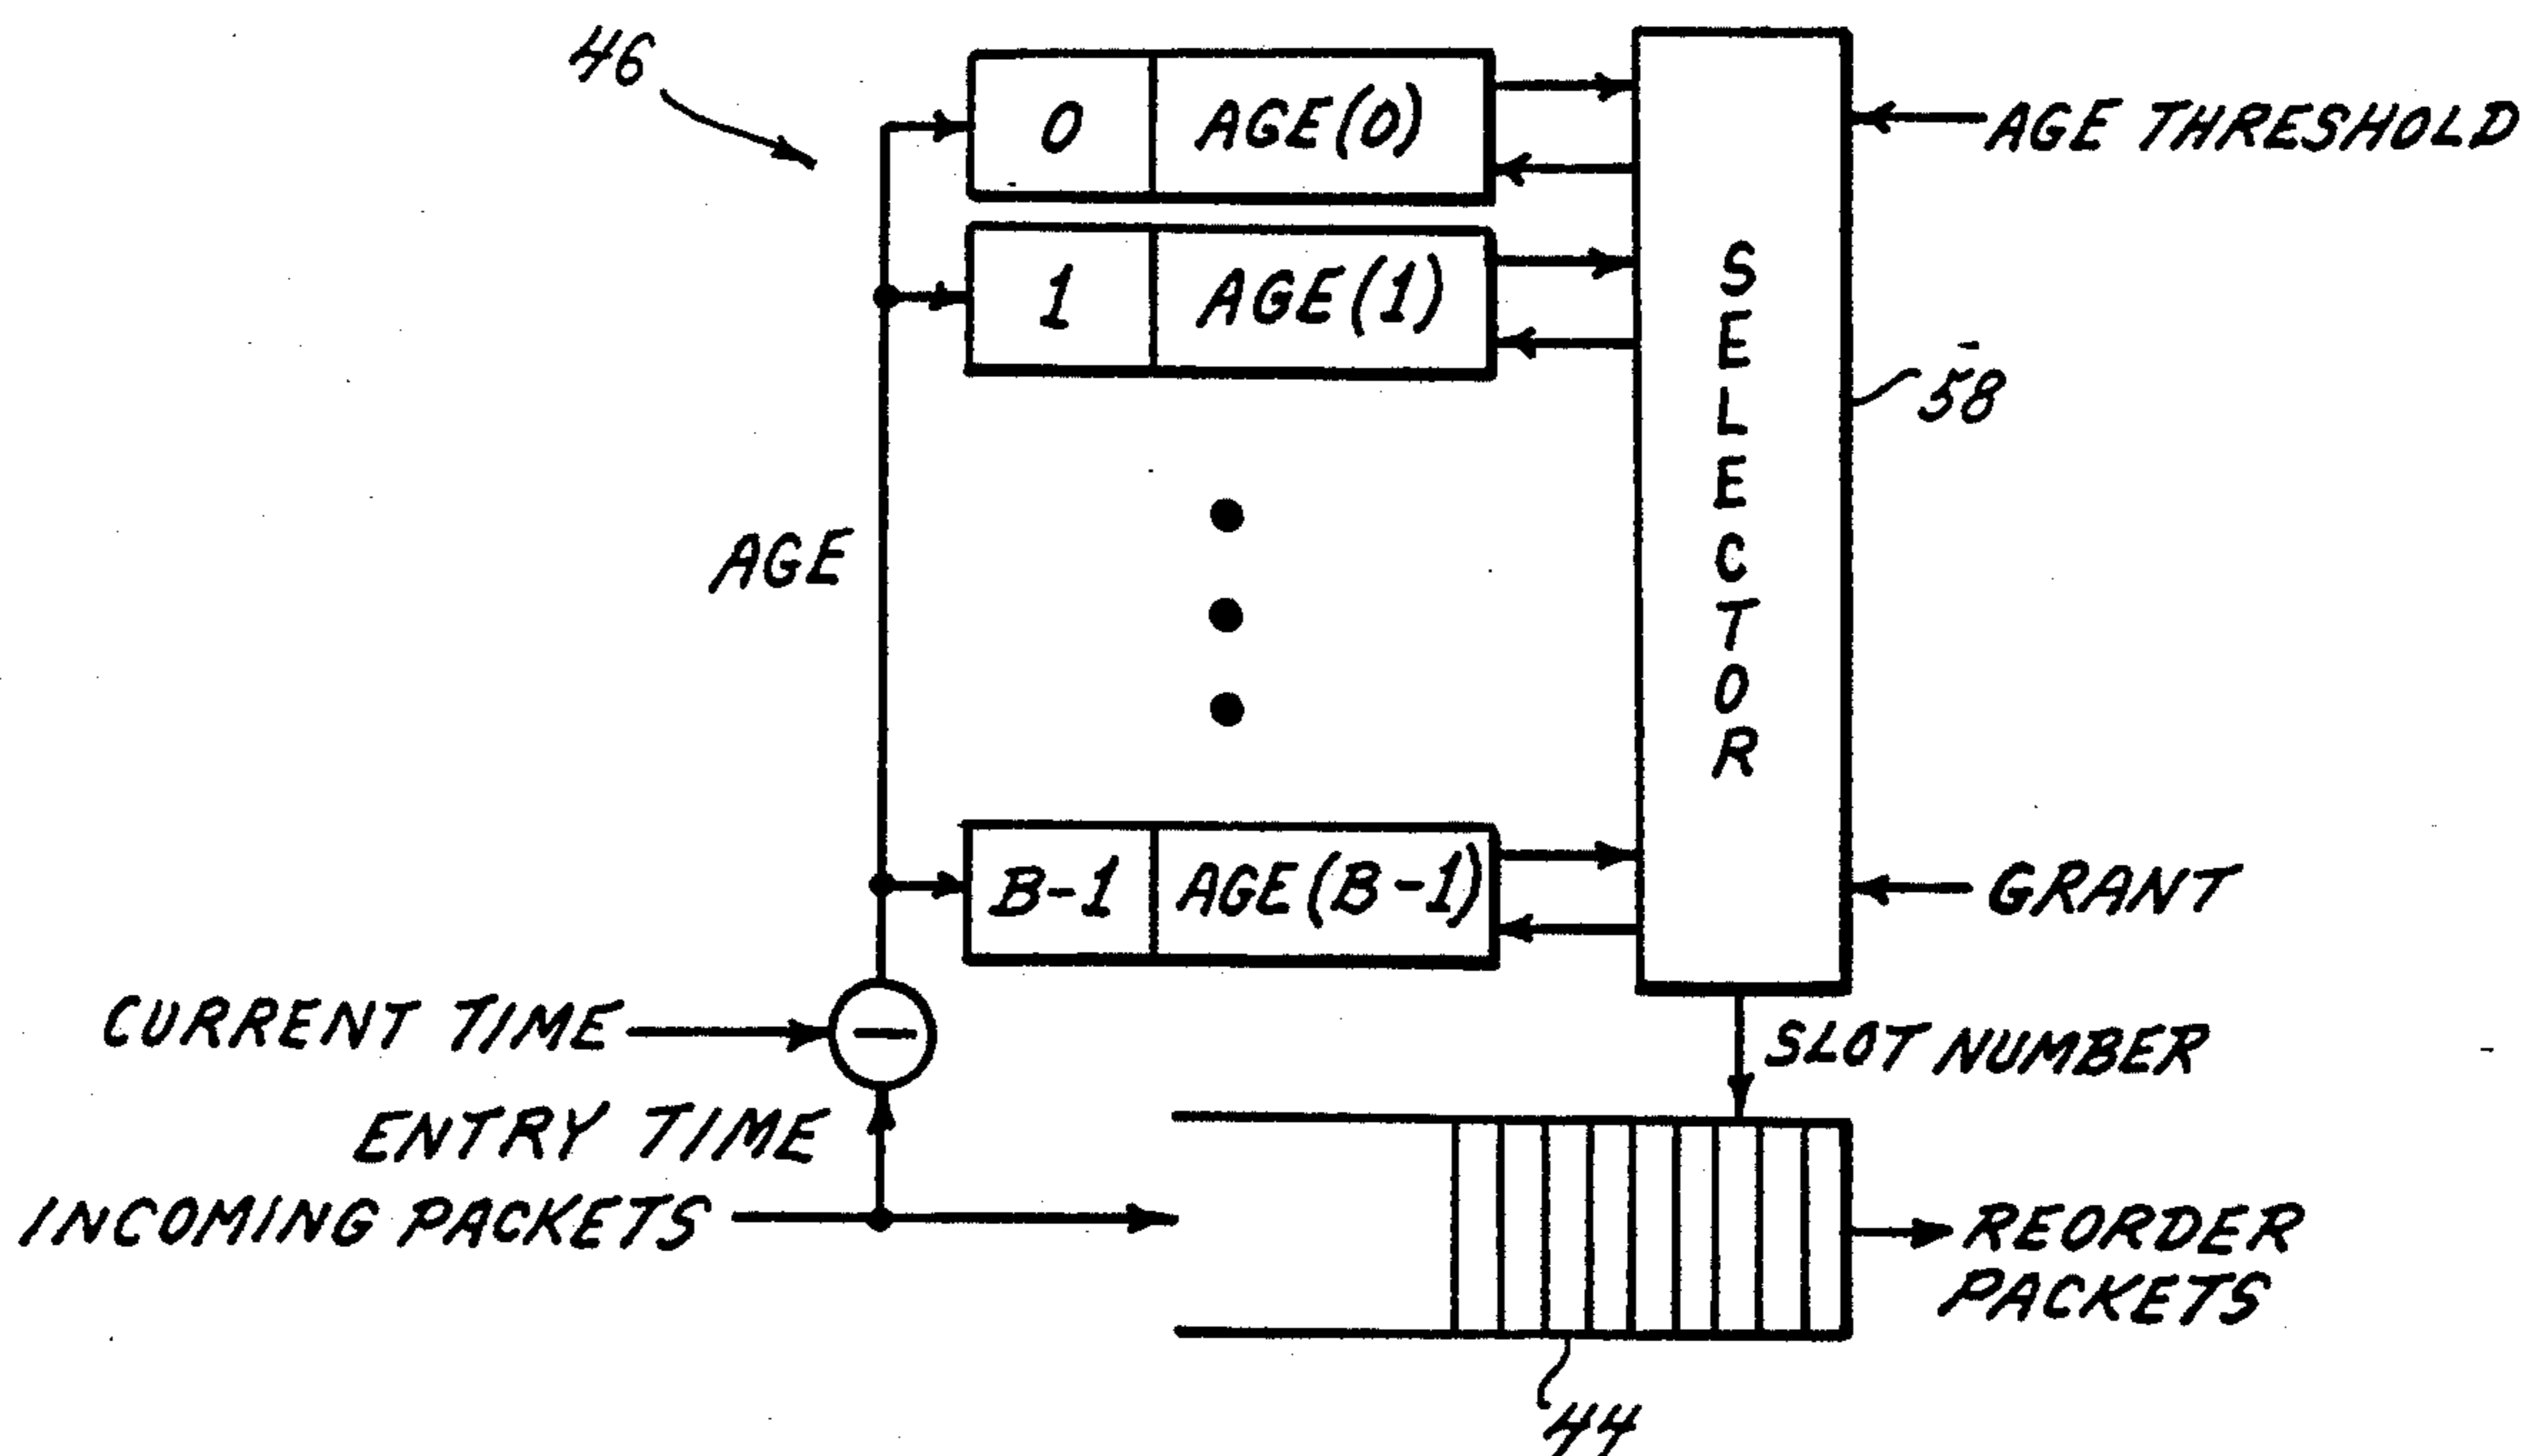 46
0 AGE(0)
AGE THRESHOLD
1 AGE(1)
SELECTOR
58
AGE
B-1 AGE(B-1)
GRANT
CURRENT TIME
−
SLOT NUMBER
ENTRY TIME
INCOMING PACKETS
REORDER
PACKETS
44